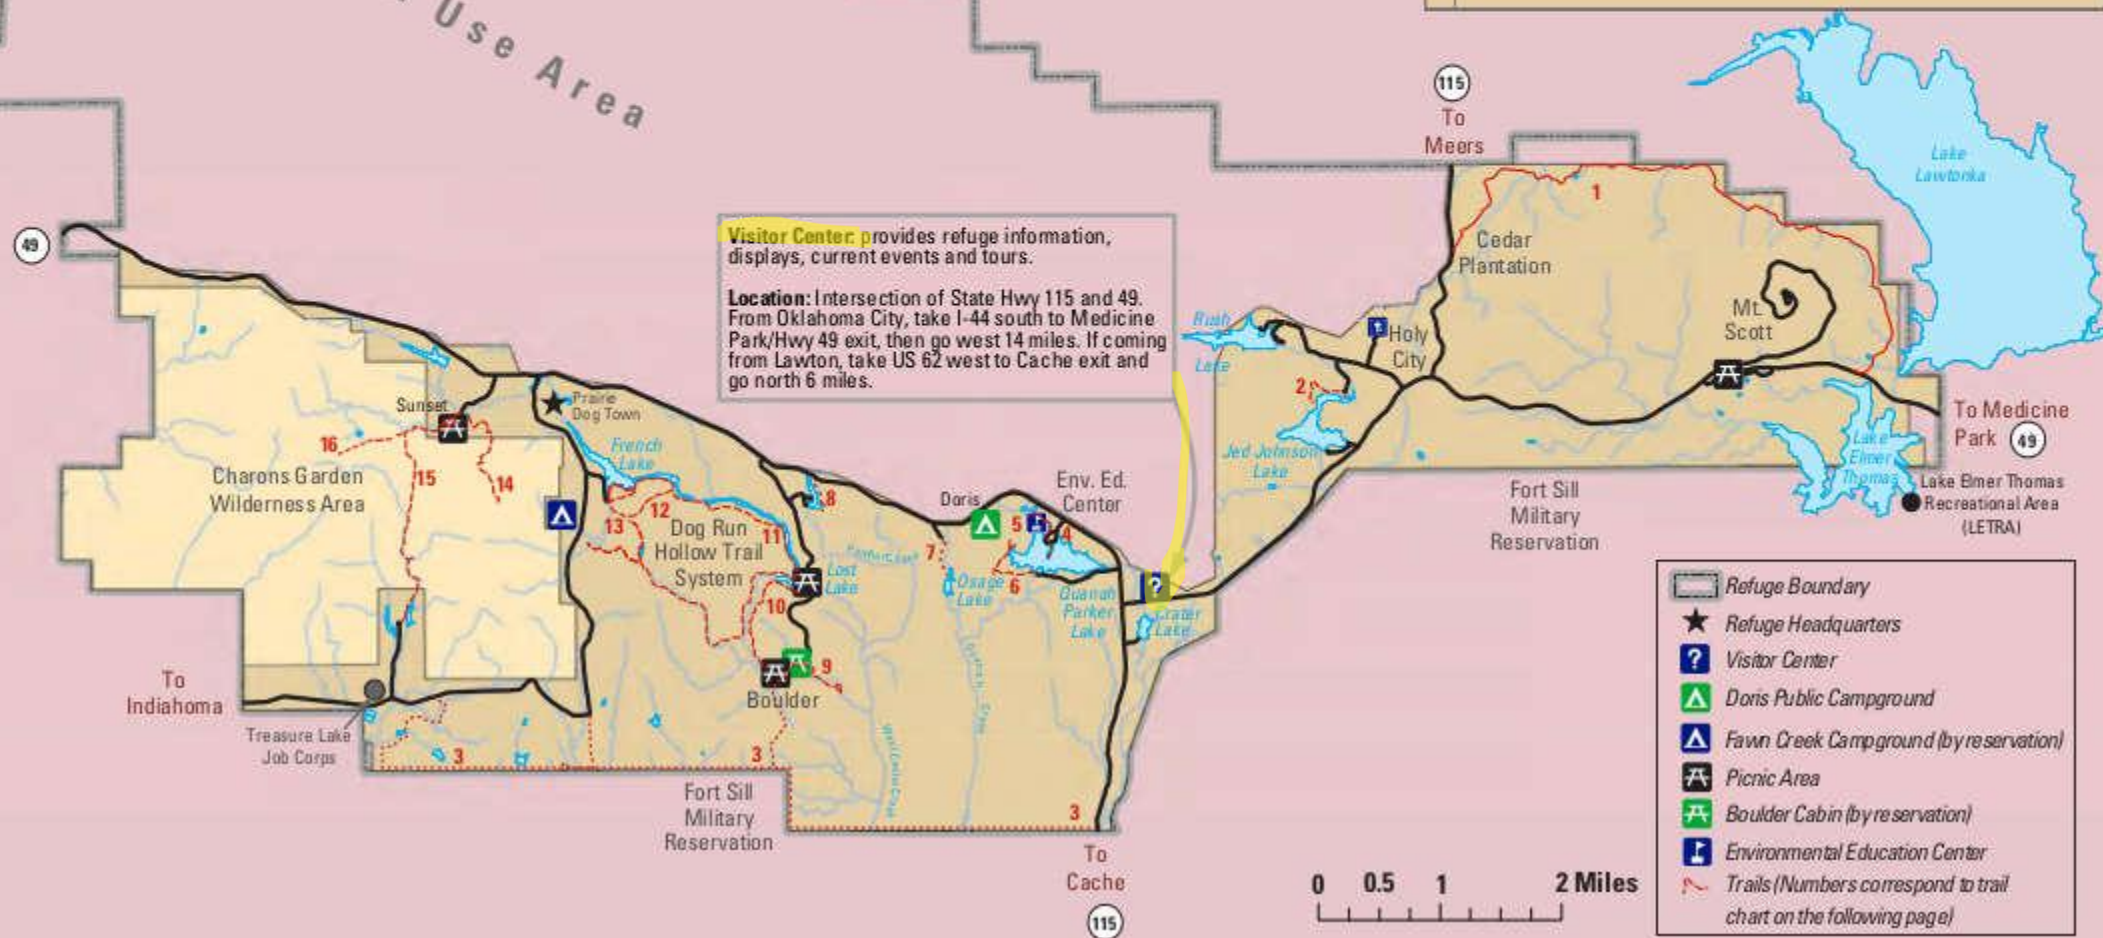 Use Area
115
To
Meers
Lake
Lawtonka
1
49
Visitor Center: provides refuge information,
displays, current events and tours.
Location: Intersection of State Hwy 115 and 49.
From Oklahoma City, take I-44 south to Medicine
Park/Hwy 49 exit, then go west 14 miles. If coming
from Lawton, take US 62 west to Cache exit and
go north 6 miles.
Cedar
Plantation
Mt.
Scott
Rush
Lake
Holy
City
2
Jed Johnson
Lake
To Medicine
Park 49
Lake
Elmer
Thomas
Lake Elmer Thomas
Recreational Area
(LETRA)
Fort Sill
Military
Reservation
Sunset
Prairie
Dog Town
French
Lake
16
15
14
Charons Garden
Wilderness Area
13
12
11
Dog Run
Hollow Trail
System
8
Doris
Env. Ed.
Center
5
4
7
6
Osage
Lake
Lost
Lake
10
Quanah
Parker
Lake
Crater
Lake
9
Boulder
To
Indiahoma
Treasure Lake
Job Corps
3
3
3
Fort Sill
Military
Reservation
To
Cache
115
0 0.5 1 2 Miles
Refuge Boundary
Refuge Headquarters
? Visitor Center
Doris Public Campground
Fawn Creek Campground (by reservation)
Picnic Area
Boulder Cabin (by reservation)
Environmental Education Center
Trails (Numbers correspond to trail
chart on the following page)